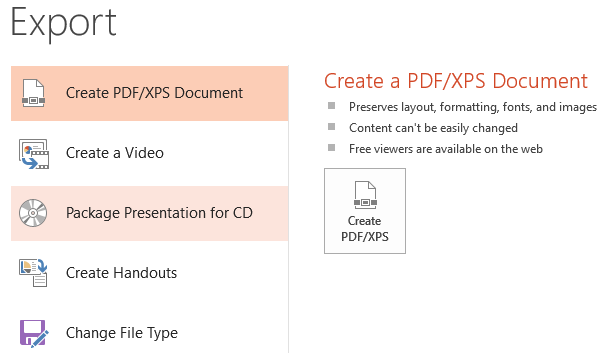 Export
Create PDF/XPS Document
Create a Video
Package Presentation for CD
Create Handouts
Change File Type
Create a PDF/XPS Document
Preserves layout, formatting, fonts, and images
Content can't be easily changed
Free viewers are available on the web
Create
PDF/XPS